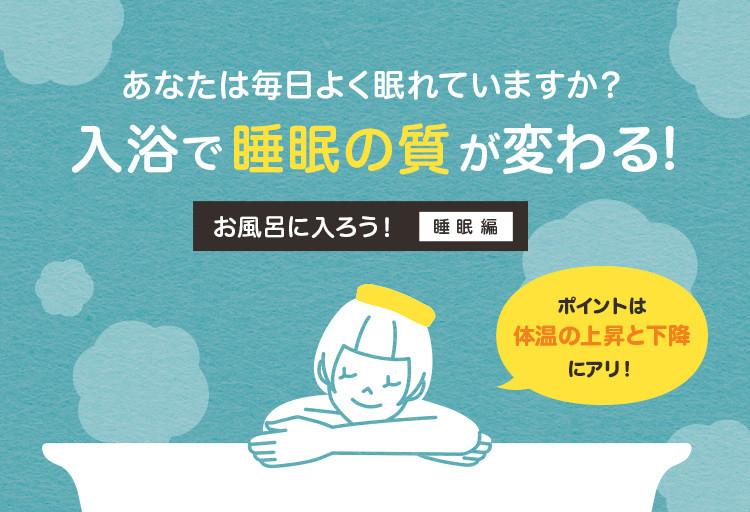 あなたは毎日よく眠れていますか？
入浴で睡眠の質が変わる！
お風呂に入ろう！ 睡眠編
ポイントは
体温の上昇と下降
にアリ！